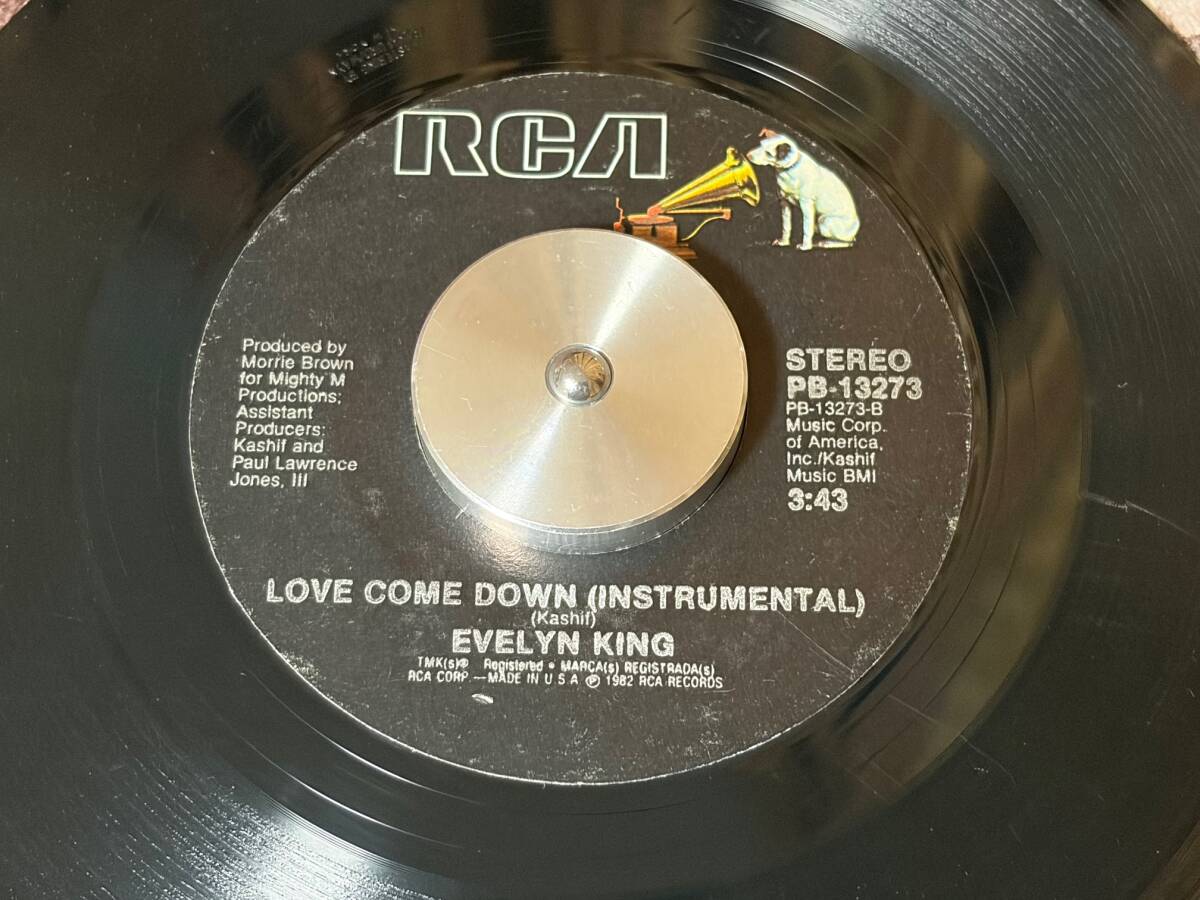 RCA
Produced by
Morrie Brown
for Mighty M
Productions;
Assistant
Producers:
Kashif and
Paul Lawrence
Jones, III
STEREO
PB-13273
PB-13273-B
Music Corp.
of America,
Inc./Kashif
Music BMI
3:43
LOVE COME DOWN (INSTRUMENTAL)
(Kashif)
EVELYN KING
TMK(s)® Registered • MARCA(s) REGISTRADA(s)
RCA CORP.—MADE IN U.S.A. ℗ 1982 RCA RECORDS